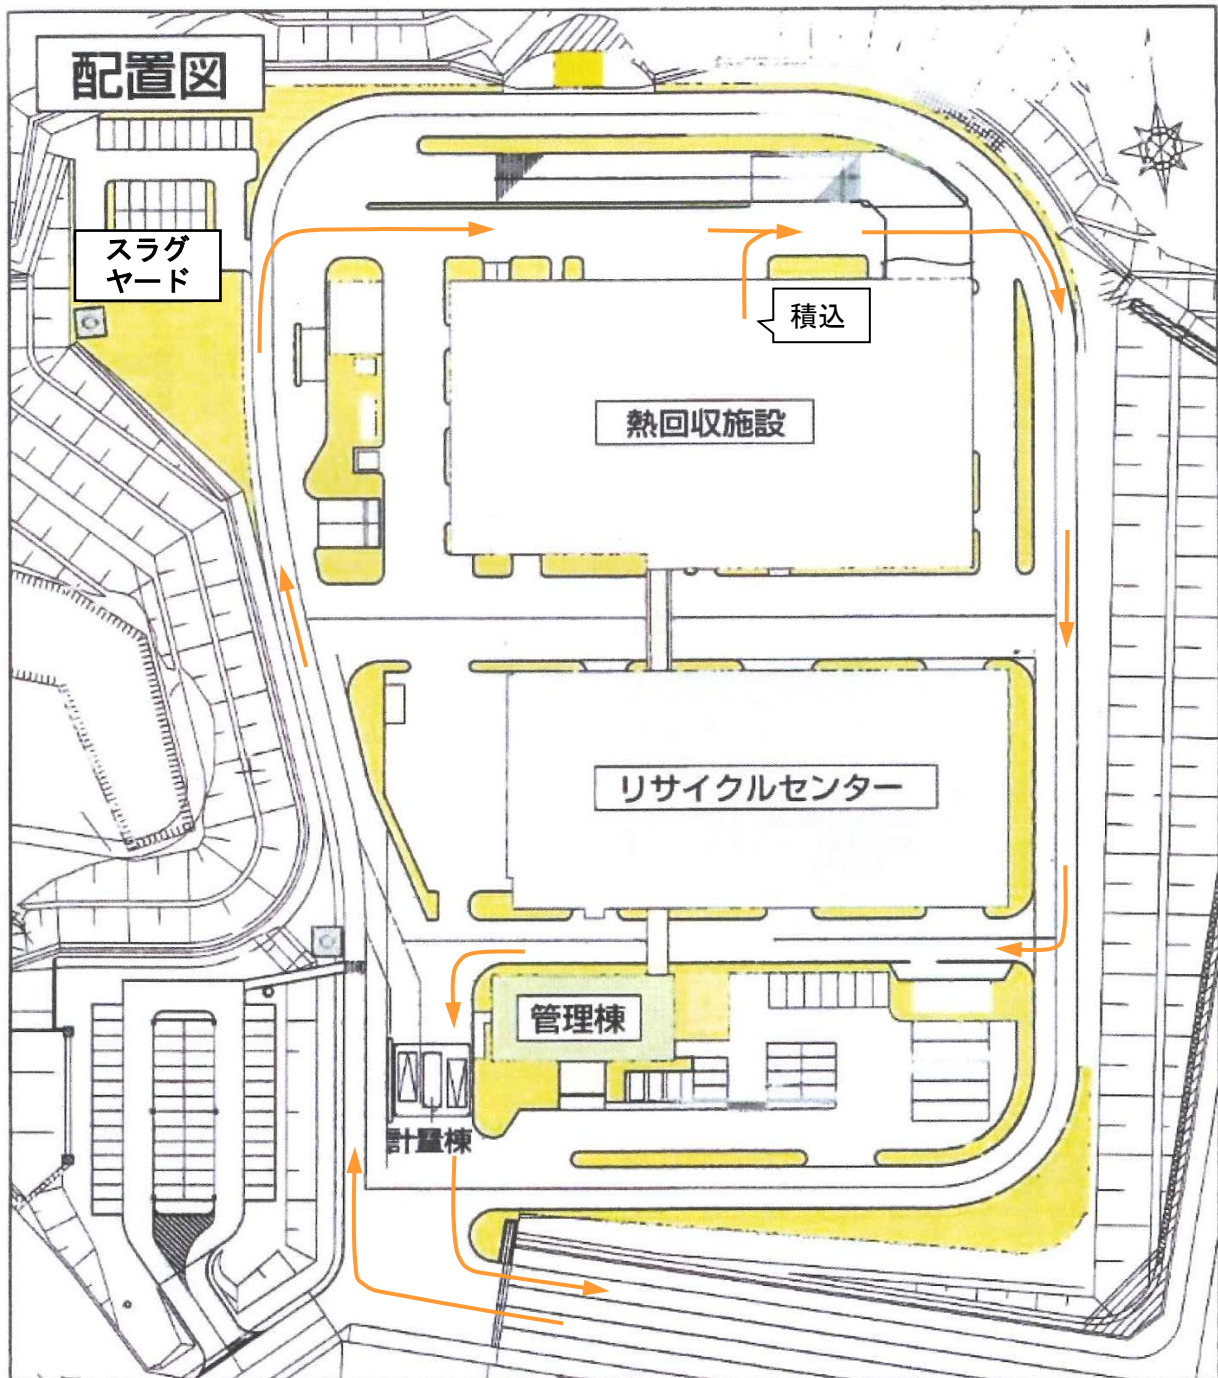 配置図
スラグ
ヤード
積込
熱回収施設
リサイクルセンター
管理棟
計量棟